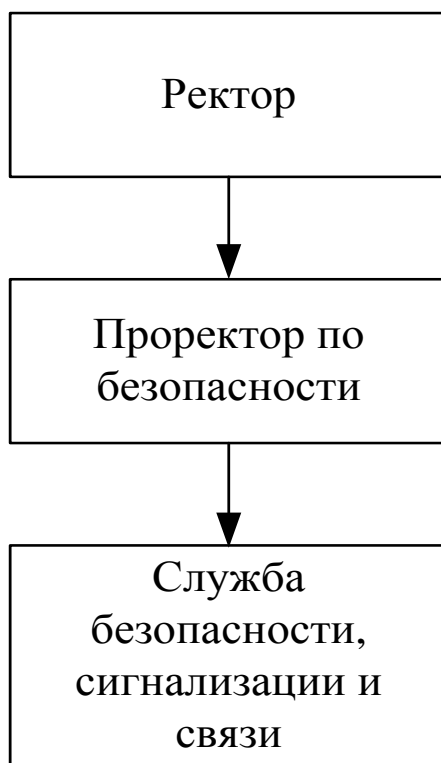 Ректор
Проректор по
безопасности
Служба
безопасности,
сигнализации и
связи